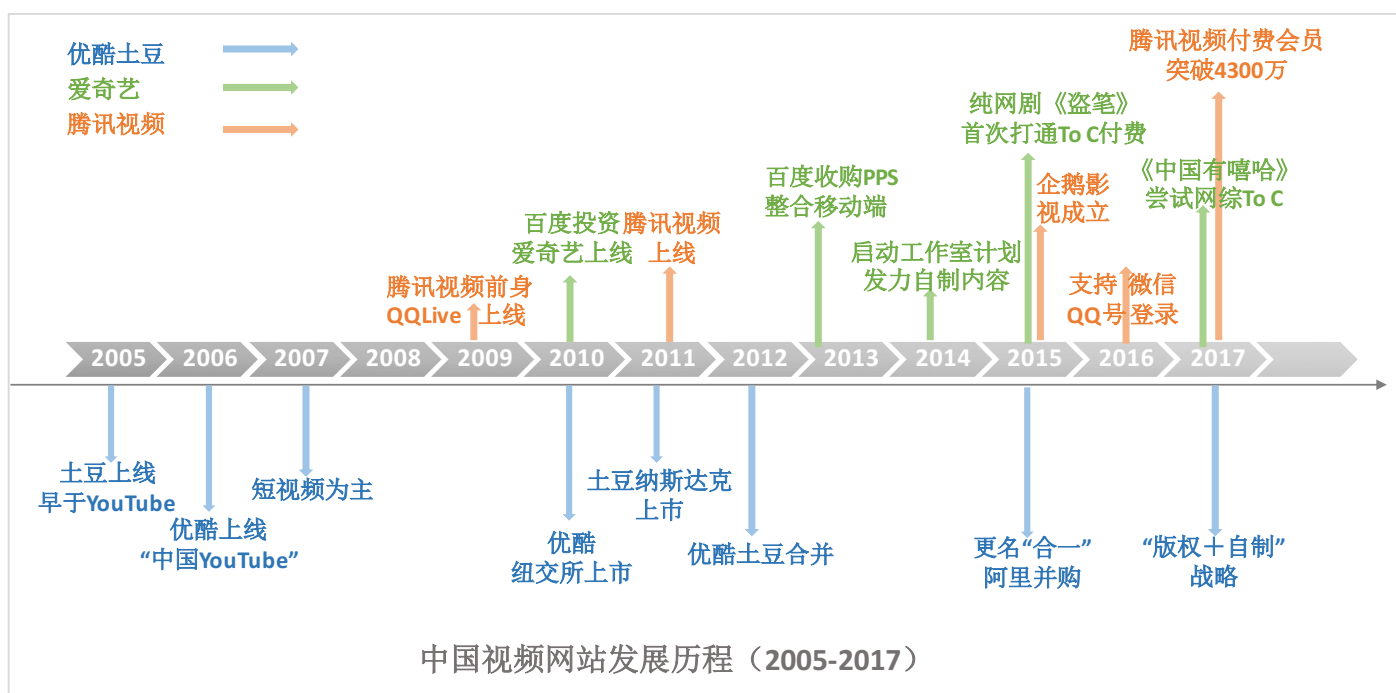 优酷土豆
爱奇艺
腾讯视频
腾讯视频付费会员
突破4300万
纯网剧《盗笔》
首次打通To C付费
《中国有嘻哈》
尝试网综To C
百度收购PPS
整合移动端
企鹅影
视成立
百度投资
爱奇艺上线
腾讯视频
上线
启动工作室计划
发力自制内容
腾讯视频前身
QQLive 上线
支持 微信
QQ号 登录
2005 2006 2007 2008 2009 2010 2011 2012 2013 2014 2015 2016 2017
土豆上线
早于YouTube
优酷上线
“中国YouTube”
短视频为主
优酷
纽交所上市
土豆纳斯达克
上市
优酷土豆合并
更名“合一”
阿里并购
“版权＋自制”
战略
中国视频网站发展历程（2005-2017）